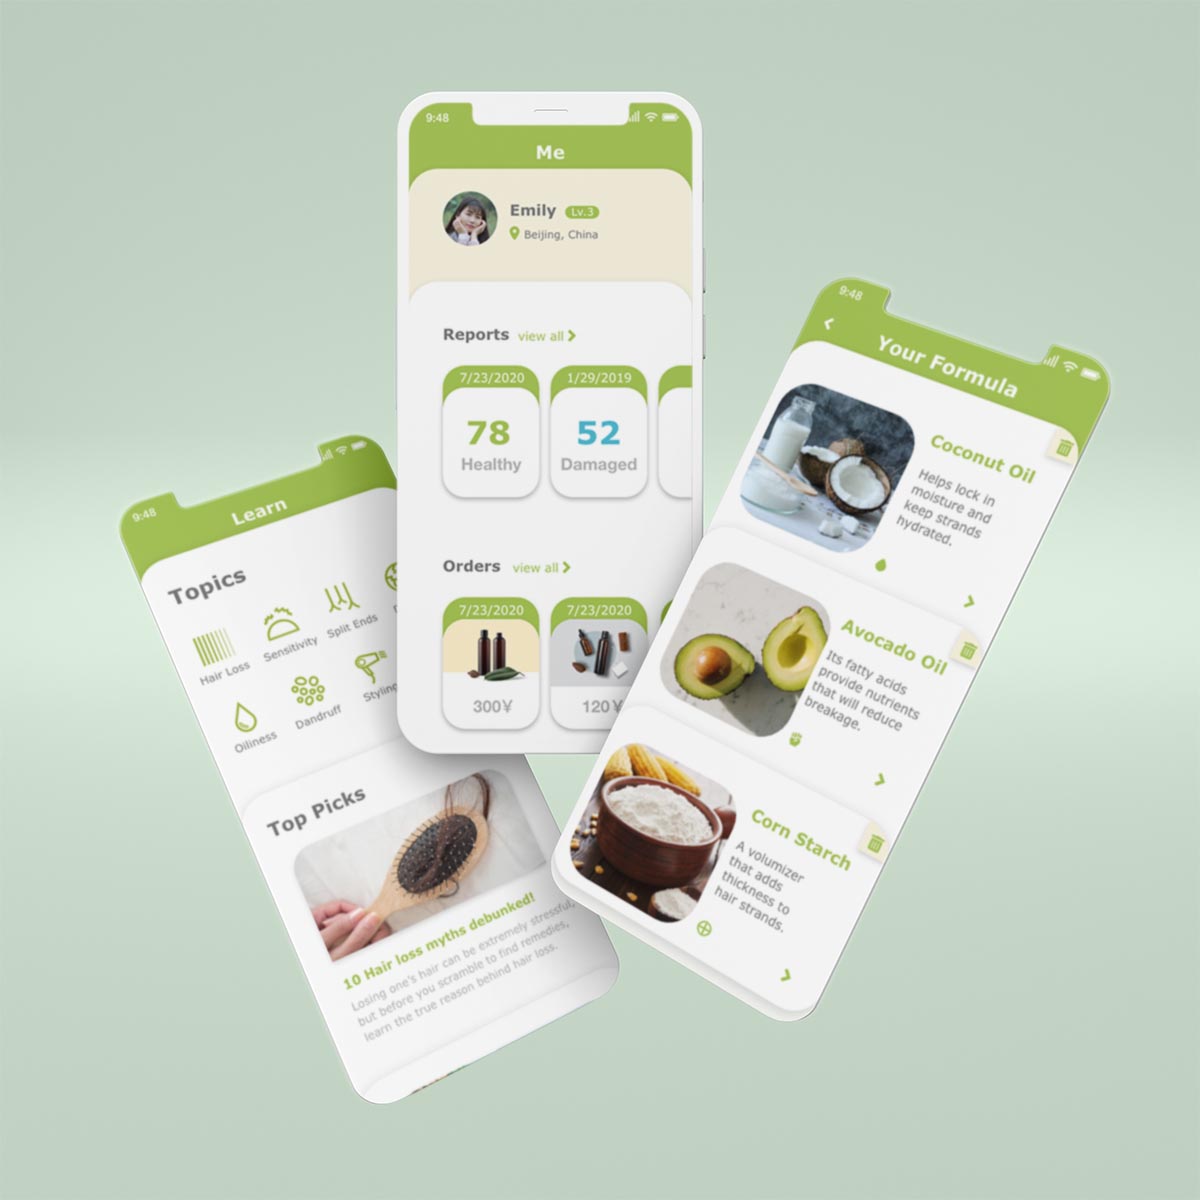 9:48
Me
Emily Lv.3
Beijing, China
Reports view all
7/23/2020
78
Healthy
1/29/2019
52
Damaged
Orders view all
7/23/2020
300¥
7/23/2020
120¥
9:48
Learn
Topics
Hair Loss
Sensitivity
Split Ends
Oiliness
Dandruff
Styling
Top Picks
10 Hair loss myths debunked!
Losing one's hair can be extremely stressful,
but before you scramble to find remedies,
learn the true reason behind hair loss.
9:48
Your Formula
Coconut Oil
Helps lock in
moisture and
keep strands
hydrated.
Avocado Oil
Its fatty acids
provide nutrients
that will reduce
breakage.
Corn Starch
A volumizer
that adds
thickness to
hair strands.